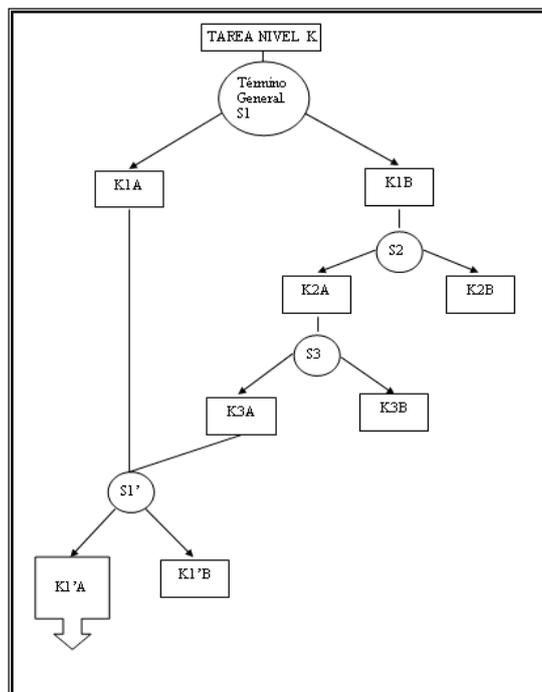 TAREA NIVEL K
Término
General
S1
K1A
K1B
S2
K2A
K2B
S3
K3A
K3B
S1’
K1’A
K1’B